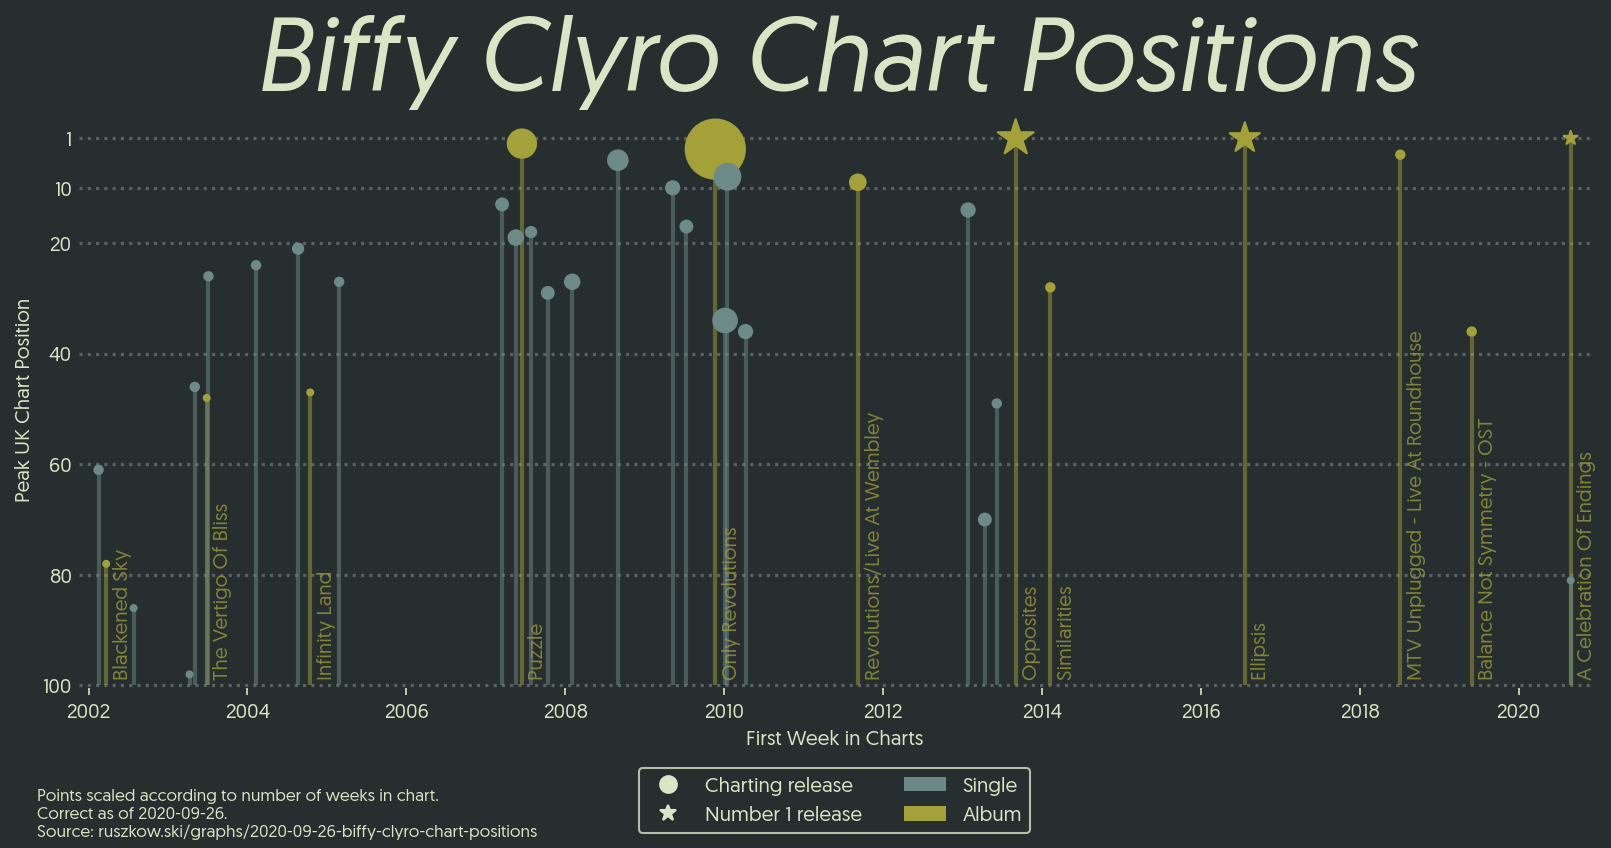 Biffy Clyro Chart Positions
Peak UK Chart Position
1
10
20
40
60
80
100
Blackened Sky
The Vertigo Of Bliss
Infinity Land
Puzzle
Only Revolutions
Revolutions/Live At Wembley
Opposites
Similarities
Ellipsis
MTV Unplugged - Live At Roundhouse
Balance Not Symmetry - OST
A Celebration Of Endings
2002 2004 2006 2008 2010 2012 2014 2016 2018 2020
First Week in Charts
Charting release Single
Number 1 release Album
Points scaled according to number of weeks in chart.
Correct as of 2020-09-26.
Source: ruszkow.ski/graphs/2020-09-26-biffy-clyro-chart-positions